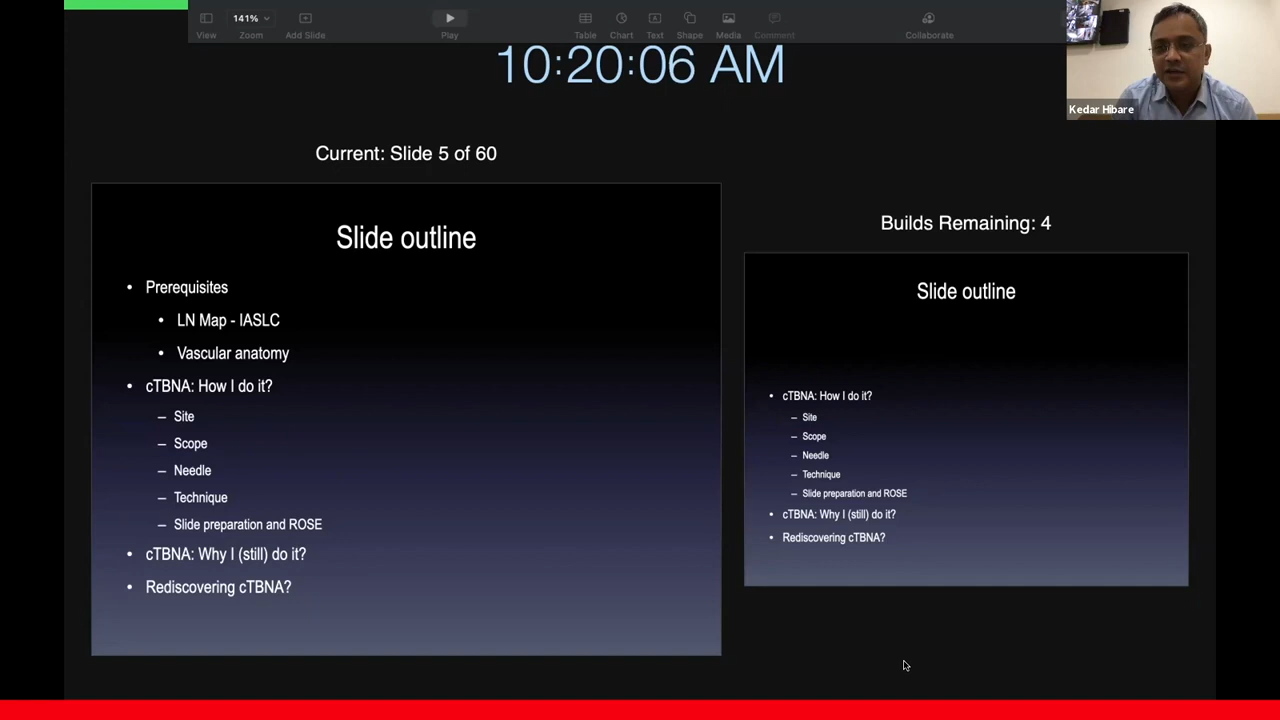 141%
View
Zoom
Add Slide
Play
Table
Chart
Text
Shape
Media
Comment
Collaborate
10:20:06 AM
Kedar Hibare
Current: Slide 5 of 60
Slide outline
• Prerequisites
• LN Map - IASLC
• Vascular anatomy
• cTBNA: How I do it?
– Site
– Scope
– Needle
– Technique
– Slide preparation and ROSE
• cTBNA: Why I (still) do it?
• Rediscovering cTBNA?
Builds Remaining: 4
Slide outline
• cTBNA: How I do it?
– Site
– Scope
– Needle
– Technique
– Slide preparation and ROSE
• cTBNA: Why I (still) do it?
• Rediscovering cTBNA?